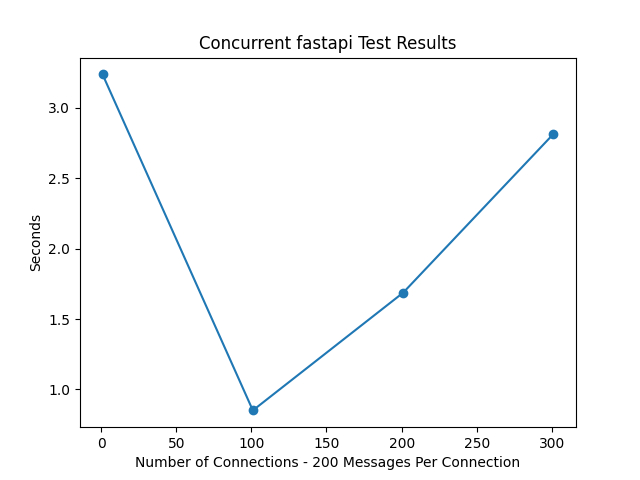 Concurrent fastapi Test Results
3.0
2.5
2.0
1.5
1.0
Seconds
0 50 100 150 200 250 300
Number of Connections - 200 Messages Per Connection